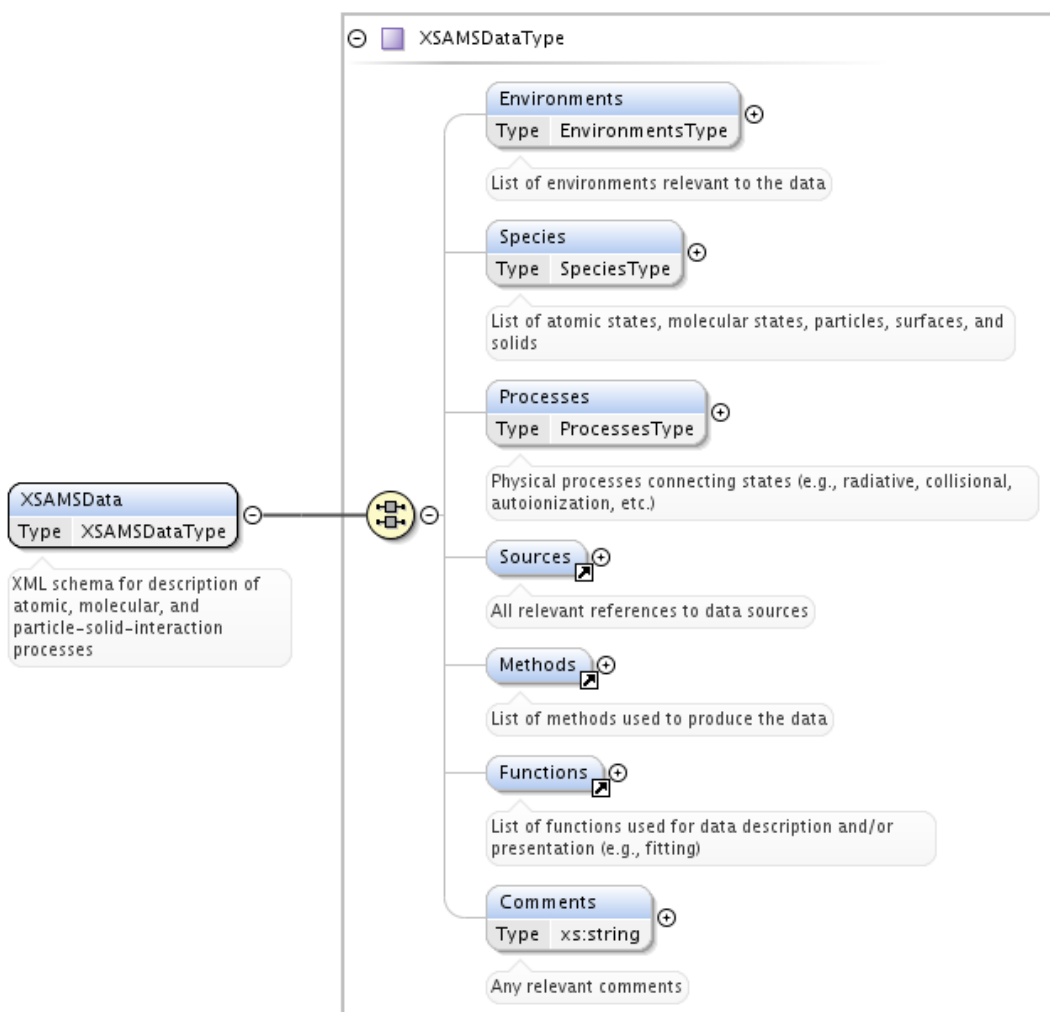 XSAMSDataType
Environments
Type EnvironmentsType
List of environments relevant to the data
Species
Type SpeciesType
List of atomic states, molecular states, particles, surfaces, and
solids
Processes
Type ProcessesType
Physical processes connecting states (e.g., radiative, collisional,
autoionization, etc.)
XSAMSData
Type XSAMSDataType
XML schema for description of
atomic, molecular, and
particle-solid-interaction
processes
Sources
All relevant references to data sources
Methods
List of methods used to produce the data
Functions
List of functions used for data description and/or
presentation (e.g., fitting)
Comments
Type xs:string
Any relevant comments